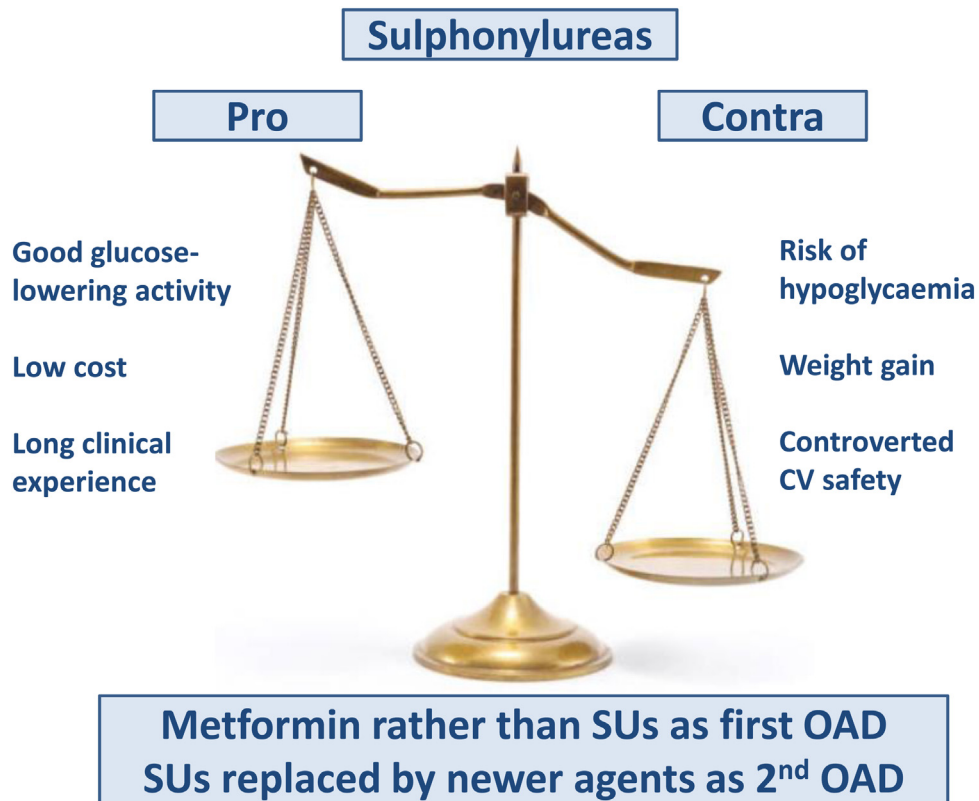 Sulphonylureas
Pro
Contra
Good glucose-
lowering activity
Low cost
Long clinical
experience
Risk of
hypoglycaemia
Weight gain
Controverted
CV safety
Metformin rather than SUs as first OAD
SUs replaced by newer agents as 2nd OAD